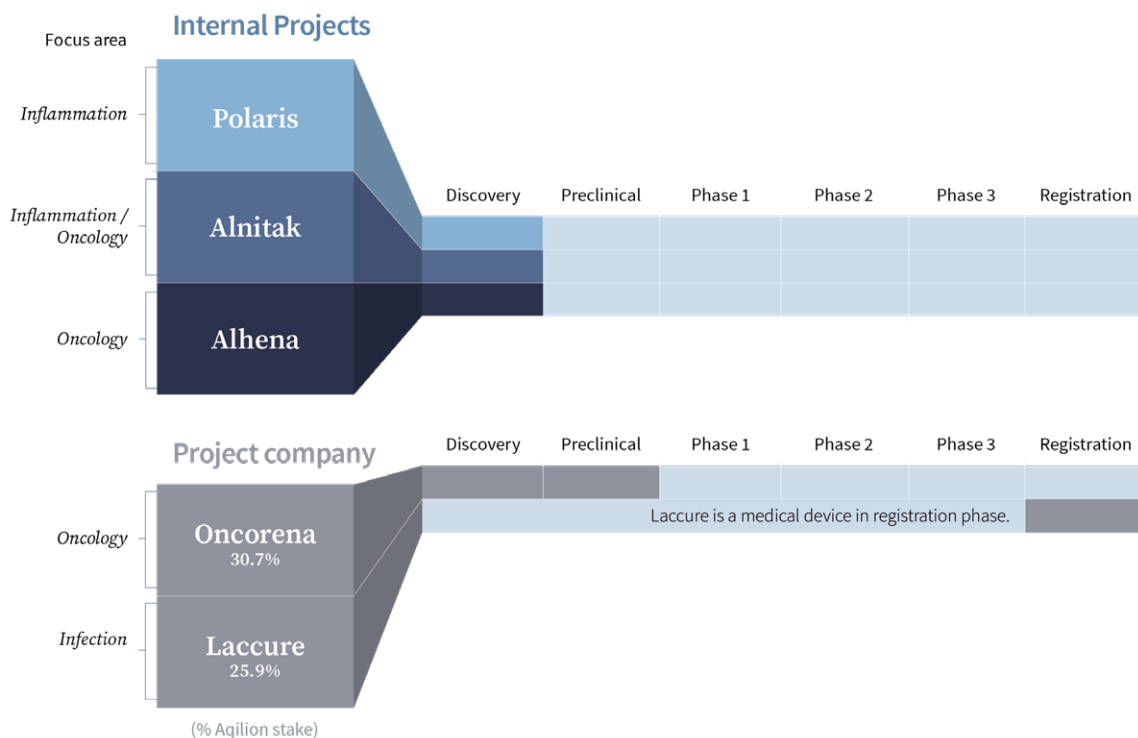 Internal Projects
Focus area
Inflammation
Polaris
Discovery Preclinical Phase 1 Phase 2 Phase 3 Registration
Inflammation /
Oncology
Alnitak
Oncology
Alhena
Project company
Discovery Preclinical Phase 1 Phase 2 Phase 3 Registration
Laccure is a medical device in registration phase.
Oncology
Oncorena
30.7%
Infection
Laccure
25.9%
(% Aqilion stake)